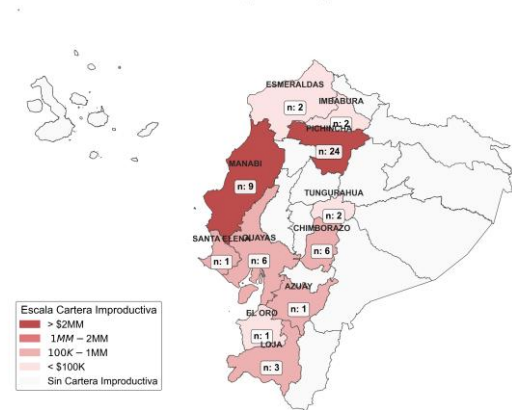 ESMERALDAS
n: 2
IMBABURA
n: 2
PICHINCHA
n: 24
MANABI
n: 9
TUNGURAHUA
n: 2
CHIMBORAZO
n: 6
SANTA ELENA
n: 1
GUAYAS
n: 6
AZUAY
n: 1
EL ORO
n: 1
LOJA
n: 3
Escala Cartera Improductiva
> $2MM
1MM − 2MM
100K − 1MM
< $100K
Sin Cartera Improductiva